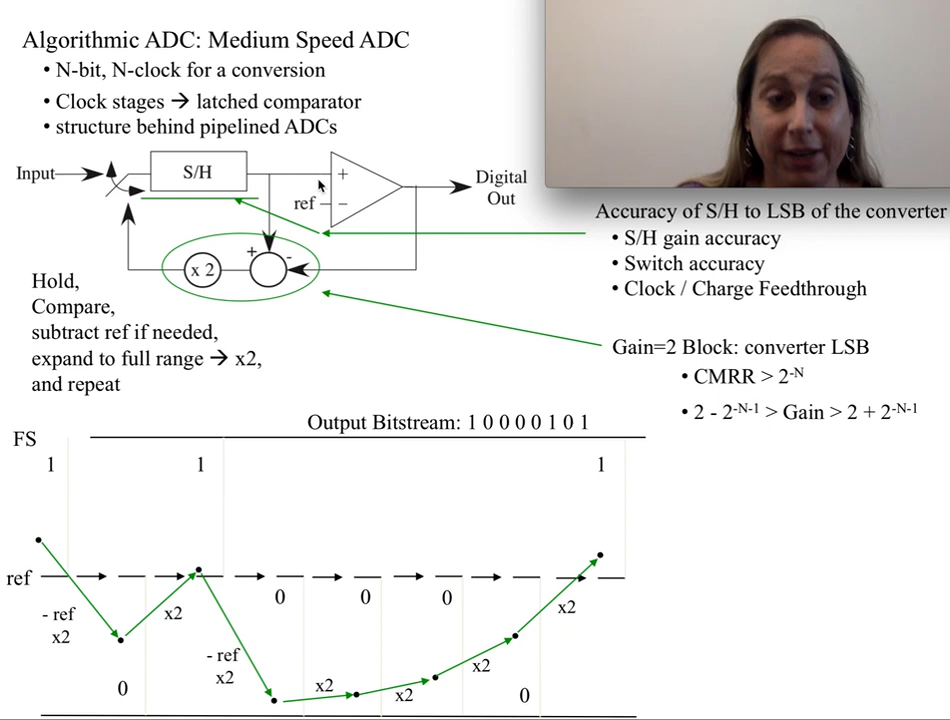 Algorithmic ADC: Medium Speed ADC
• N-bit, N-clock for a conversion
• Clock stages → latched comparator
• structure behind pipelined ADCs
Input
S/H
+
ref
−
Digital
Out
+
-
x 2
Hold,
Compare,
subtract ref if needed,
expand to full range → x2,
and repeat
Accuracy of S/H to LSB of the converter
• S/H gain accuracy
• Switch accuracy
• Clock / Charge Feedthrough
Gain=2 Block: converter LSB
• CMRR > 2^-N
• 2 - 2^-N-1 > Gain > 2 + 2^-N-1
Output Bitstream: 1 0 0 0 0 1 0 1
FS
1
1
1
ref
0
0
0
- ref
x2
x2
x2
- ref
x2
x2
x2
x2
0
0